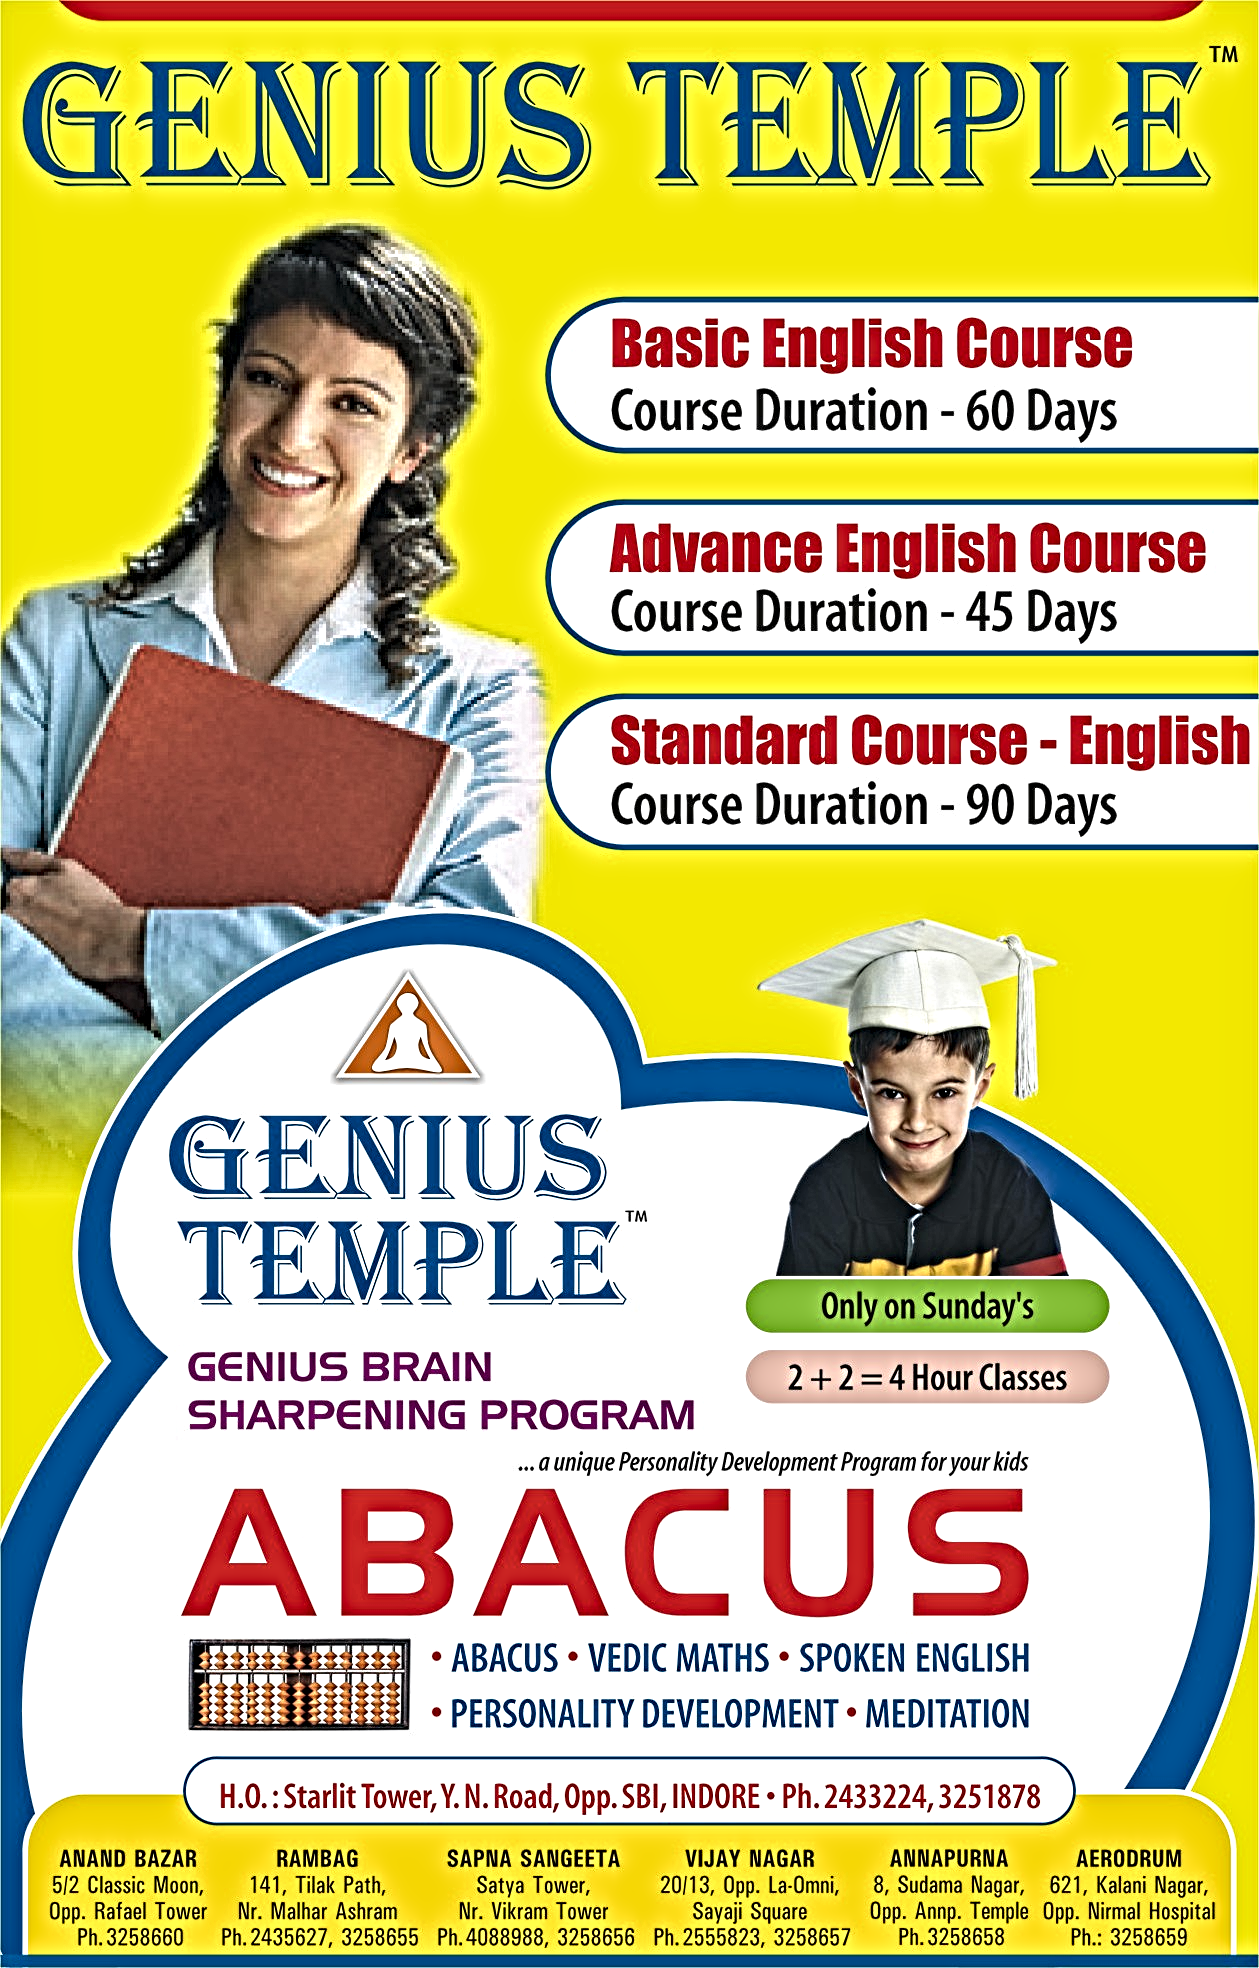 GENIUS TEMPLE™
Basic English Course
Course Duration - 60 Days
Advance English Course
Course Duration - 45 Days
Standard Course - English
Course Duration - 90 Days
GENIUS
TEMPLE™
Only on Sunday's
2 + 2 = 4 Hour Classes
GENIUS BRAIN
SHARPENING PROGRAM
... a unique Personality Development Program for your kids
ABACUS
• ABACUS • VEDIC MATHS • SPOKEN ENGLISH
• PERSONALITY DEVELOPMENT • MEDITATION
H.O. : Starlit Tower, Y. N. Road, Opp. SBI, INDORE • Ph. 2433224, 3251878
ANAND BAZAR
5/2 Classic Moon,
Opp. Rafael Tower
Ph. 3258660
RAMBAG
141, Tilak Path,
Nr. Malhar Ashram
Ph. 2435627, 3258655
SAPNA SANGEETA
Satya Tower,
Nr. Vikram Tower
Ph. 4088988, 3258656
VIJAY NAGAR
20/13, Opp. La-Omni,
Sayaji Square
Ph. 2555823, 3258657
ANNAPURNA
8, Sudama Nagar,
Opp. Annp. Temple
Ph. 3258658
AERODRUM
621, Kalani Nagar,
Opp. Nirmal Hospital
Ph.: 3258659